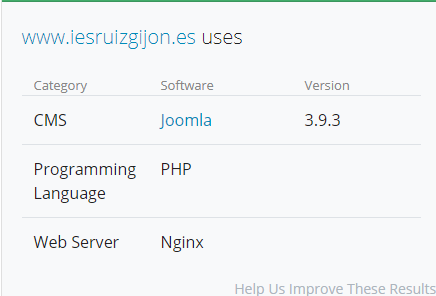 www.iesruizgijon.es uses
Category Software Version
CMS Joomla 3.9.3
Programming Language PHP
Web Server Nginx
Help Us Improve These Results